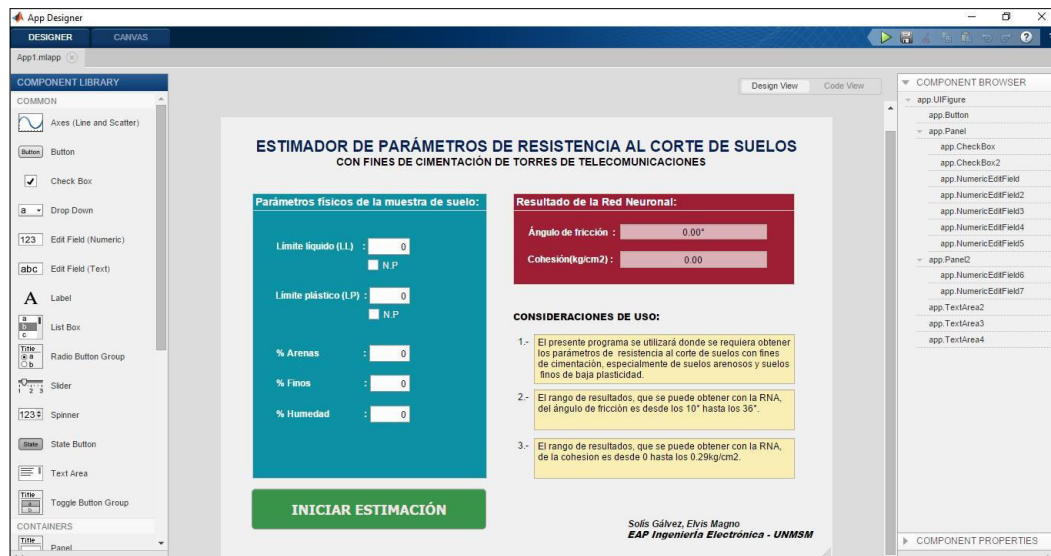 App Designer
DESIGNER CANVAS
App1.mlapp
COMPONENT LIBRARY
COMMON
Axes (Line and Scatter)
Button Button
Check Box
a Drop Down
123 Edit Field (Numeric)
abc Edit Field (Text)
A Label
a
b
c
List Box
Title
a
b
Radio Button Group
1 2 3
Slider
123 Spinner
State State Button
Text Area
Title
a
b
Toggle Button Group
CONTAINERS
Title
Panel
Design View Code View
ESTIMADOR DE PARÁMETROS DE RESISTENCIA AL CORTE DE SUELOS
CON FINES DE CIMENTACIÓN DE TORRES DE TELECOMUNICACIONES
Parámetros físicos de la muestra de suelo:
Límite líquido (LL) : 0
N.P
Límite plástico (LP) : 0
N.P
% Arenas : 0
% Finos : 0
% Humedad : 0
INICIAR ESTIMACIÓN
Resultado de la Red Neuronal:
Ángulo de fricción : 0.00°
Cohesión(kg/cm2) : 0.00
CONSIDERACIONES DE USO:
1.- El presente programa se utilizará donde se requiera obtener
los parámetros de resistencia al corte de suelos con fines
de cimentación, especialmente de suelos arenosos y suelos
finos de baja plasticidad.
2.- El rango de resultados, que se puede obtener con la RNA,
del ángulo de fricción es desde los 10° hasta los 36°.
3.- El rango de resultados, que se puede obtener con la RNA,
de la cohesion es desde 0 hasta los 0.29kg/cm2.
Solís Gálvez, Elvis Magno
EAP Ingeniería Electrónica - UNMSM
COMPONENT BROWSER
app.UIFigure
app.Button
app.Panel
app.CheckBox
app.CheckBox2
app.NumericEditField
app.NumericEditField2
app.NumericEditField3
app.NumericEditField4
app.NumericEditField5
app.Panel2
app.NumericEditField6
app.NumericEditField7
app.TextArea2
app.TextArea3
app.TextArea4
COMPONENT PROPERTIES